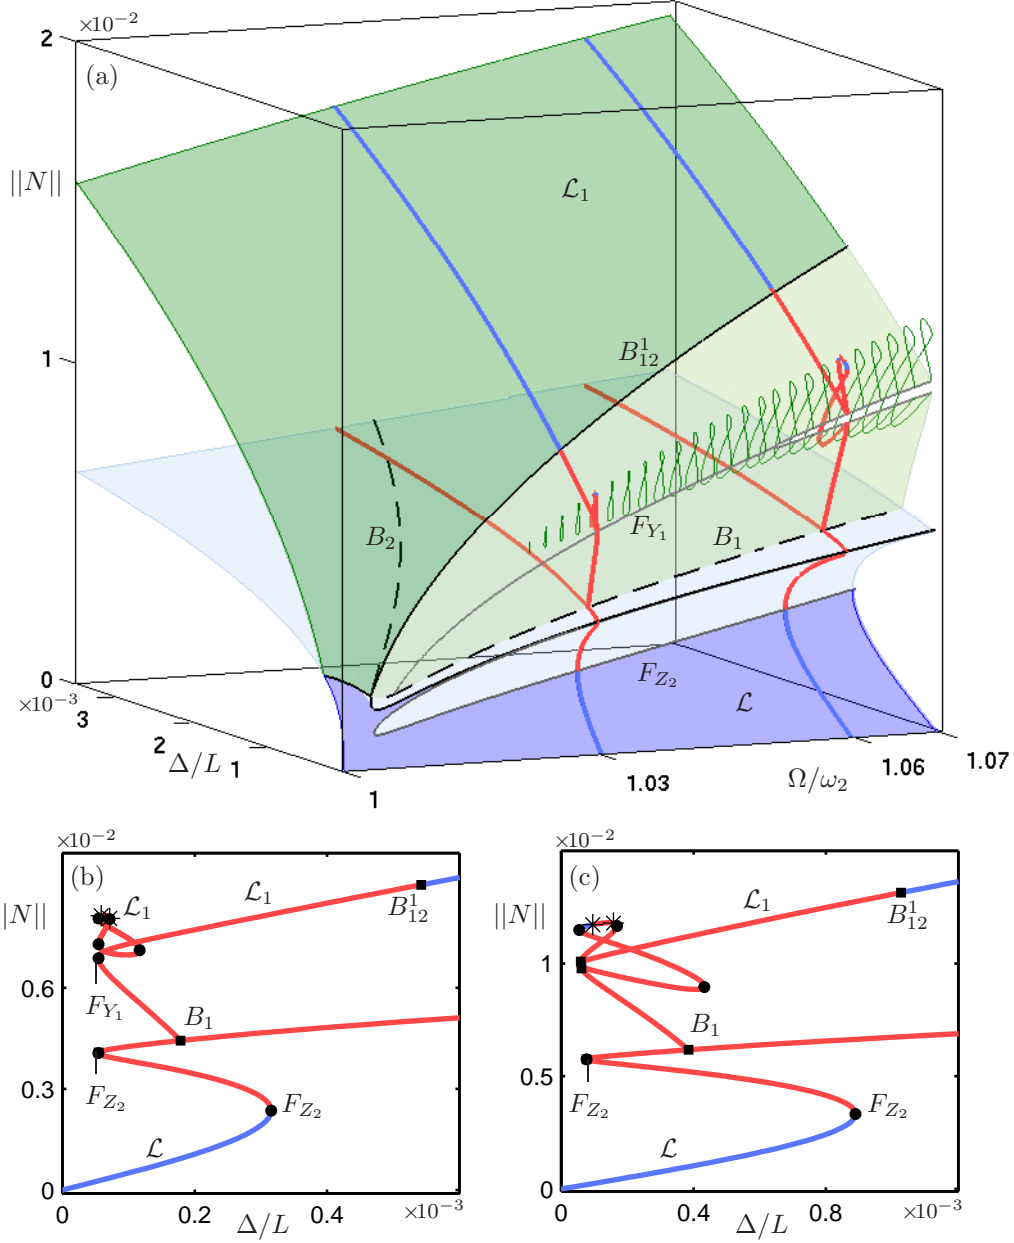 ×10⁻²
2
(a)
||N||
ℒ₁
1
B¹₁₂
B₂
F_{Y₁}
B₁
0
×10⁻³
3
F_{Z₂}
ℒ
2
Δ/L
1
1
1.03
Ω/ω₂
1.06
1.07
×10⁻²
(b)
ℒ₁
ℒ₁
B¹₁₂
|N||
0.6
F_{Y₁}
B₁
F_{Z₂}
0.3
F_{Z₂}
ℒ
0
0
0.2
Δ/L
0.4
×10⁻³
×10⁻²
(c)
ℒ₁
B¹₁₂
||N||
1
B₁
F_{Z₂}
0.5
F_{Z₂}
ℒ
0
0
0.4
Δ/L
0.8
×10⁻³